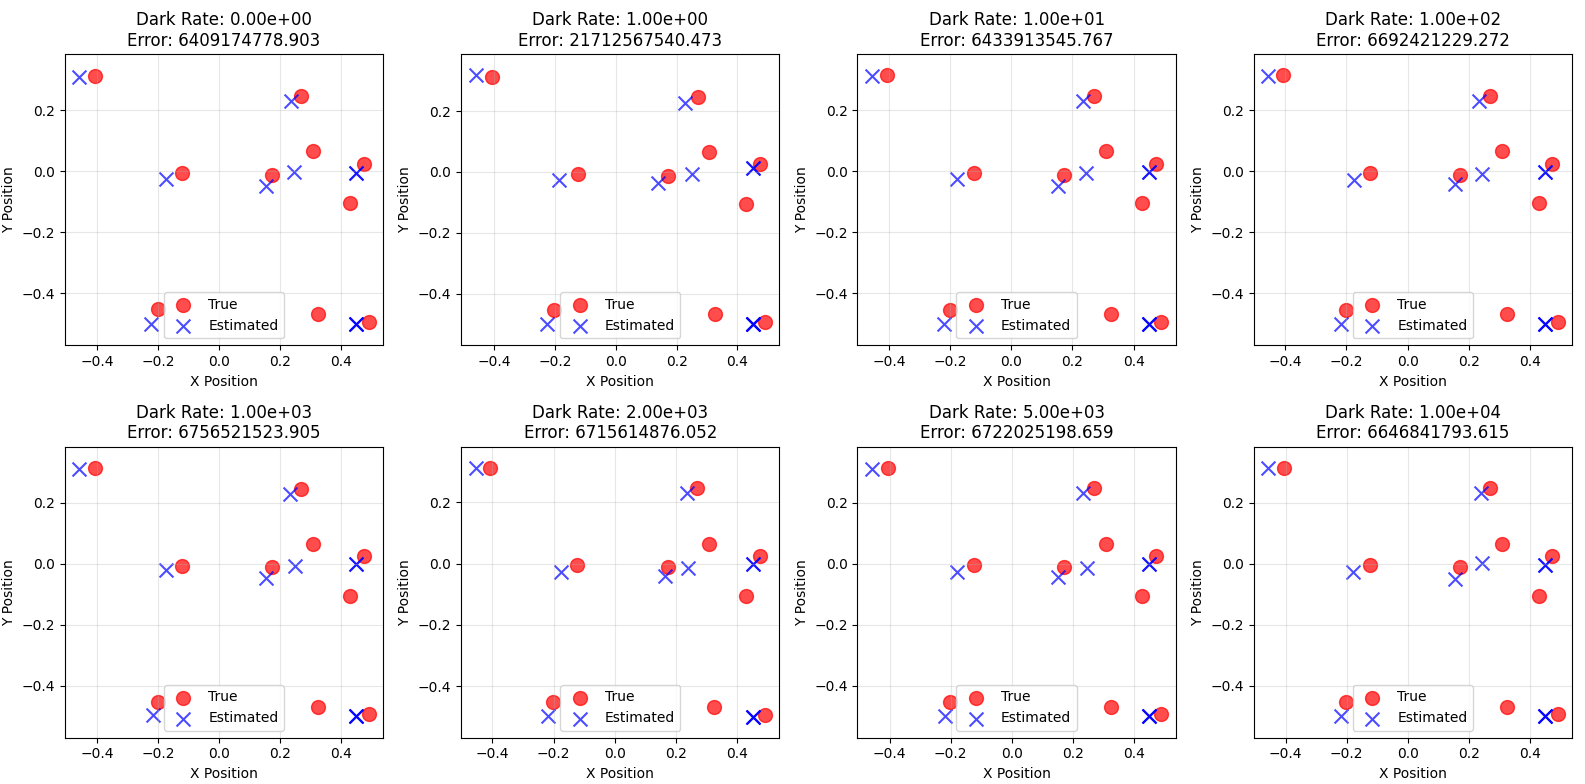 Dark Rate: 0.00e+00
Error: 6409174778.903
Dark Rate: 1.00e+00
Error: 21712567540.473
Dark Rate: 1.00e+01
Error: 6433913545.767
Dark Rate: 1.00e+02
Error: 6692421229.272
Y Position
0.2
0.0
−0.2
−0.4
True
Estimated
−0.4
−0.2
0.0
0.2
0.4
X Position
Y Position
0.2
0.0
−0.2
−0.4
True
Estimated
−0.4
−0.2
0.0
0.2
0.4
X Position
Y Position
0.2
0.0
−0.2
−0.4
True
Estimated
−0.4
−0.2
0.0
0.2
0.4
X Position
Y Position
0.2
0.0
−0.2
−0.4
True
Estimated
−0.4
−0.2
0.0
0.2
0.4
X Position
Dark Rate: 1.00e+03
Error: 6756521523.905
Dark Rate: 2.00e+03
Error: 6715614876.052
Dark Rate: 5.00e+03
Error: 6722025198.659
Dark Rate: 1.00e+04
Error: 6646841793.615
Y Position
0.2
0.0
−0.2
−0.4
True
Estimated
−0.4
−0.2
0.0
0.2
0.4
X Position
Y Position
0.2
0.0
−0.2
−0.4
True
Estimated
−0.4
−0.2
0.0
0.2
0.4
X Position
Y Position
0.2
0.0
−0.2
−0.4
True
Estimated
−0.4
−0.2
0.0
0.2
0.4
X Position
Y Position
0.2
0.0
−0.2
−0.4
True
Estimated
−0.4
−0.2
0.0
0.2
0.4
X Position